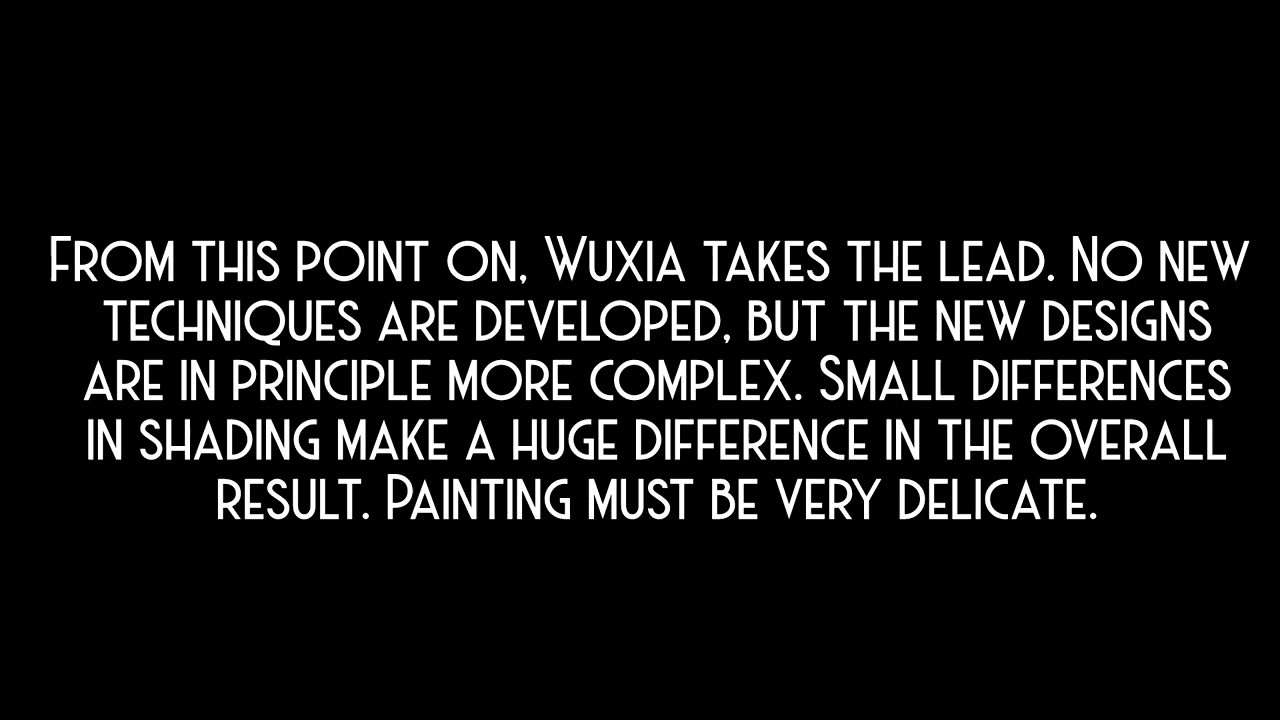 From this point on, Wuxia takes the lead. No new
techniques are developed, but the new designs
are in principle more complex. Small differences
in shading make a huge difference in the overall
result. Painting must be very delicate.